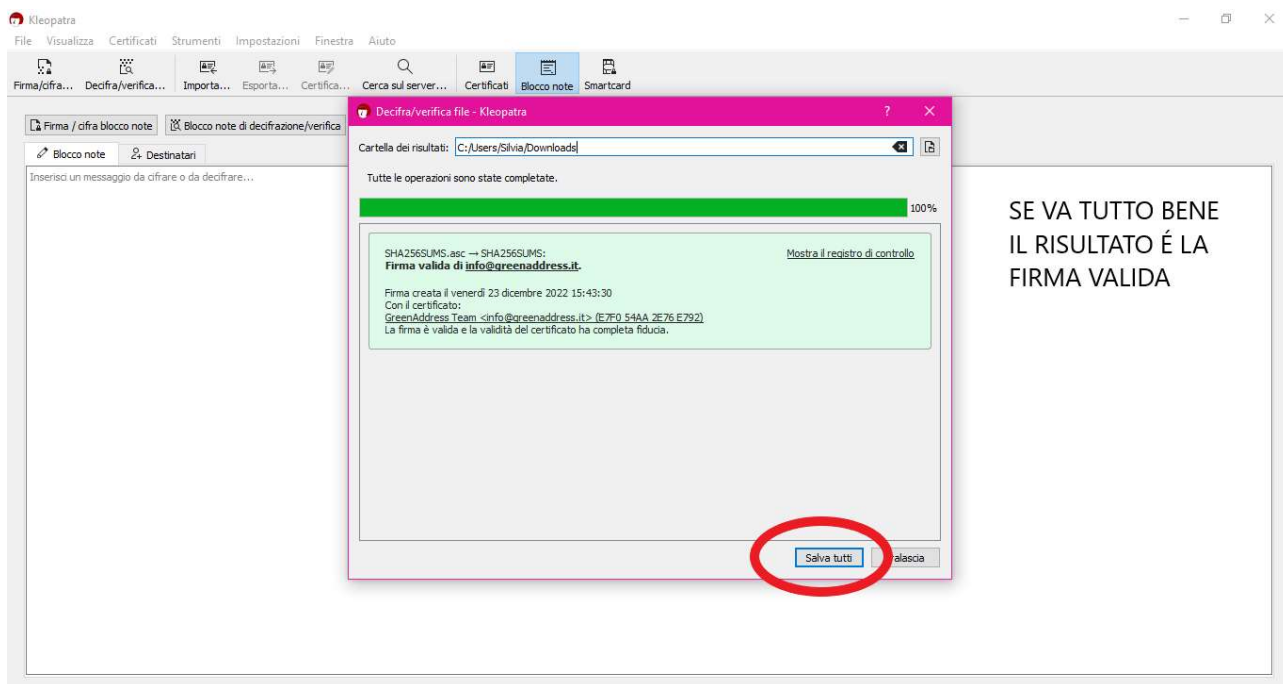 Kleopatra
File Visualizza Certificati Strumenti Impostazioni Finestra Aiuto
Firma/cifra... Decifra/verifica... Importa... Esporta... Certifica... Cerca sul server... Certificati Blocco note Smartcard
Firma / cifra blocco note Blocco note di decifrazione/verifica
Blocco note Destinatari
Inserisci un messaggio da cifrare o da decifrare...
Decifra/verifica file - Kleopatra
Cartella dei risultati: C:/Users/Silvia/Downloads
Tutte le operazioni sono state completate.
100%
SHA256SUMS.asc → SHA256SUMS: Mostra il registro di controllo
Firma valida di info@greenaddress.it.
Firma creata il venerdì 23 dicembre 2022 15:43:30
Con il certificato:
GreenAddress Team <info@greenaddress.it> (E7F0 54AA 2E76 E792)
La firma è valida e la validità del certificato ha completa fiducia.
Salva tutti alascia
SE VA TUTTO BENE
IL RISULTATO É LA
FIRMA VALIDA